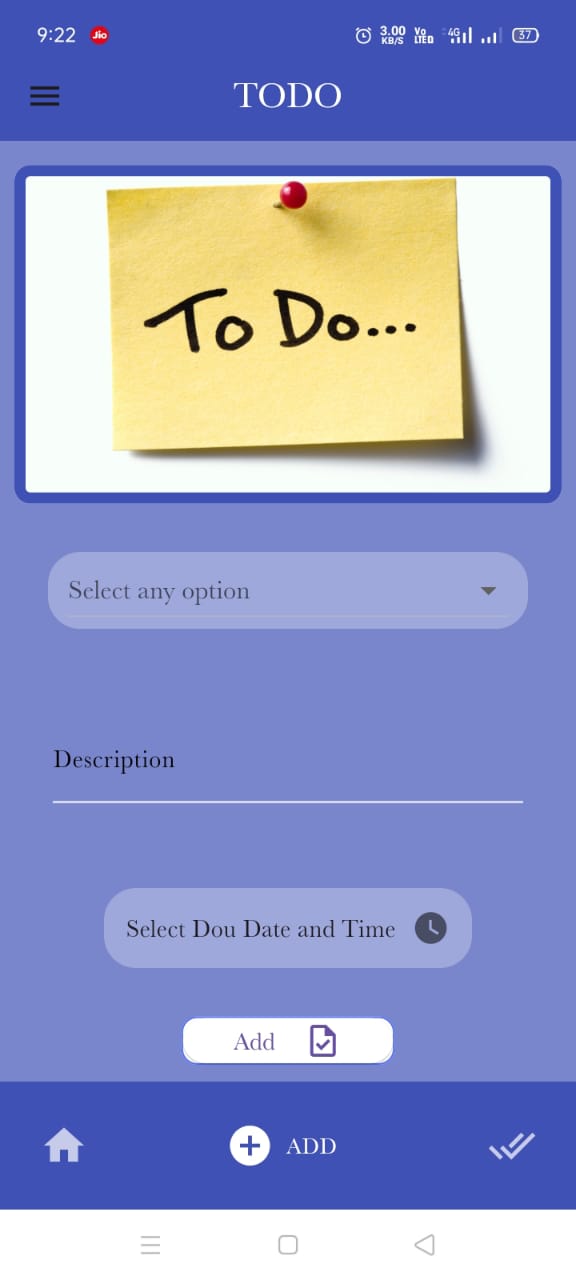 9:22 Jio 3.00 KB/S Vo LTED 4G 37
TODO
To Do...
Select any option
Description
Select Dou Date and Time
Add
ADD